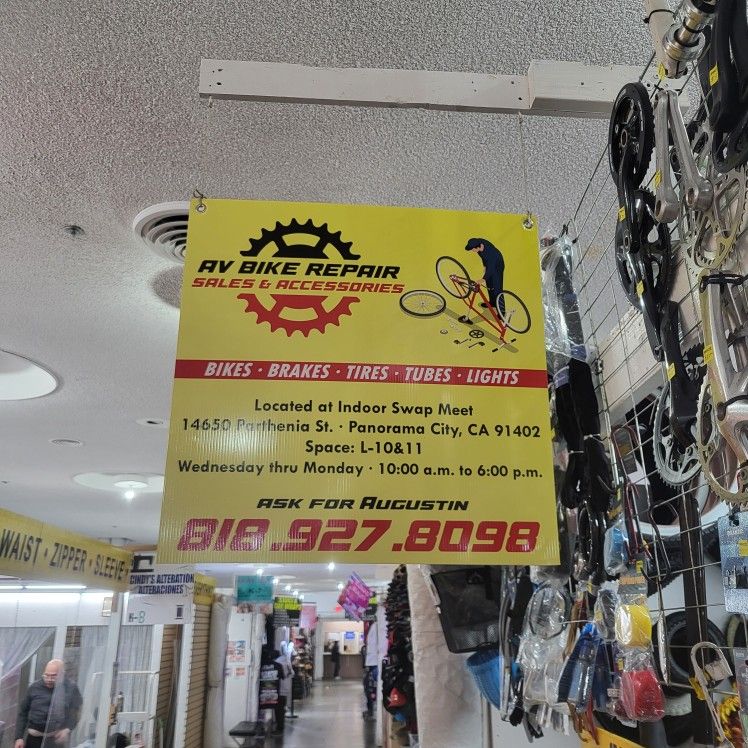 AV BIKE REPAIR
SALES & ACCESSORIES
BIKES · BRAKES · TIRES · TUBES · LIGHTS
Located at Indoor Swap Meet
14650 Parthenia St. · Panorama City, CA 91402
Space: L-10&11
Wednesday thru Monday · 10:00 a.m. to 6:00 p.m.
ASK FOR AUGUSTIN
818.927.8098
WAIST · ZIPPER · SLEEVE
CINDY'S ALTERATION
ALTERACIONES
K-8